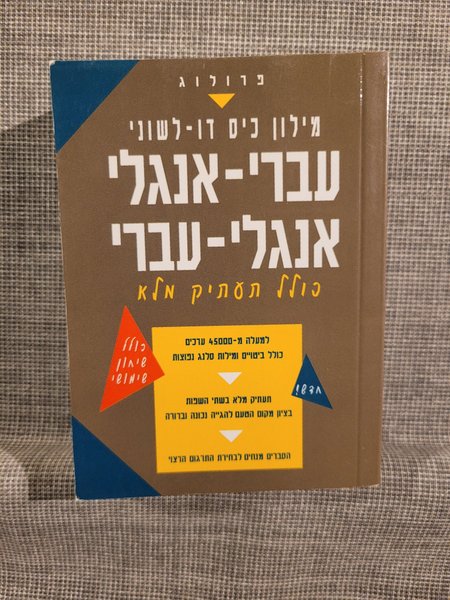 פרולוג
מילון כיס דו-לשוני
עברי-אנגלי
אנגלי-עברי
כולל תעתיק מלא
כולל
שיחון
שימושי
למעלה מ-45000 ערכים
כולל ביטויים ומילות סלנג נפוצות
חדש!
תעתיק מלא בשתי השפות
בציון מקום הטעם להגייה נכונה וברורה
הסברים מנחים לבחירת התרגום הרצוי